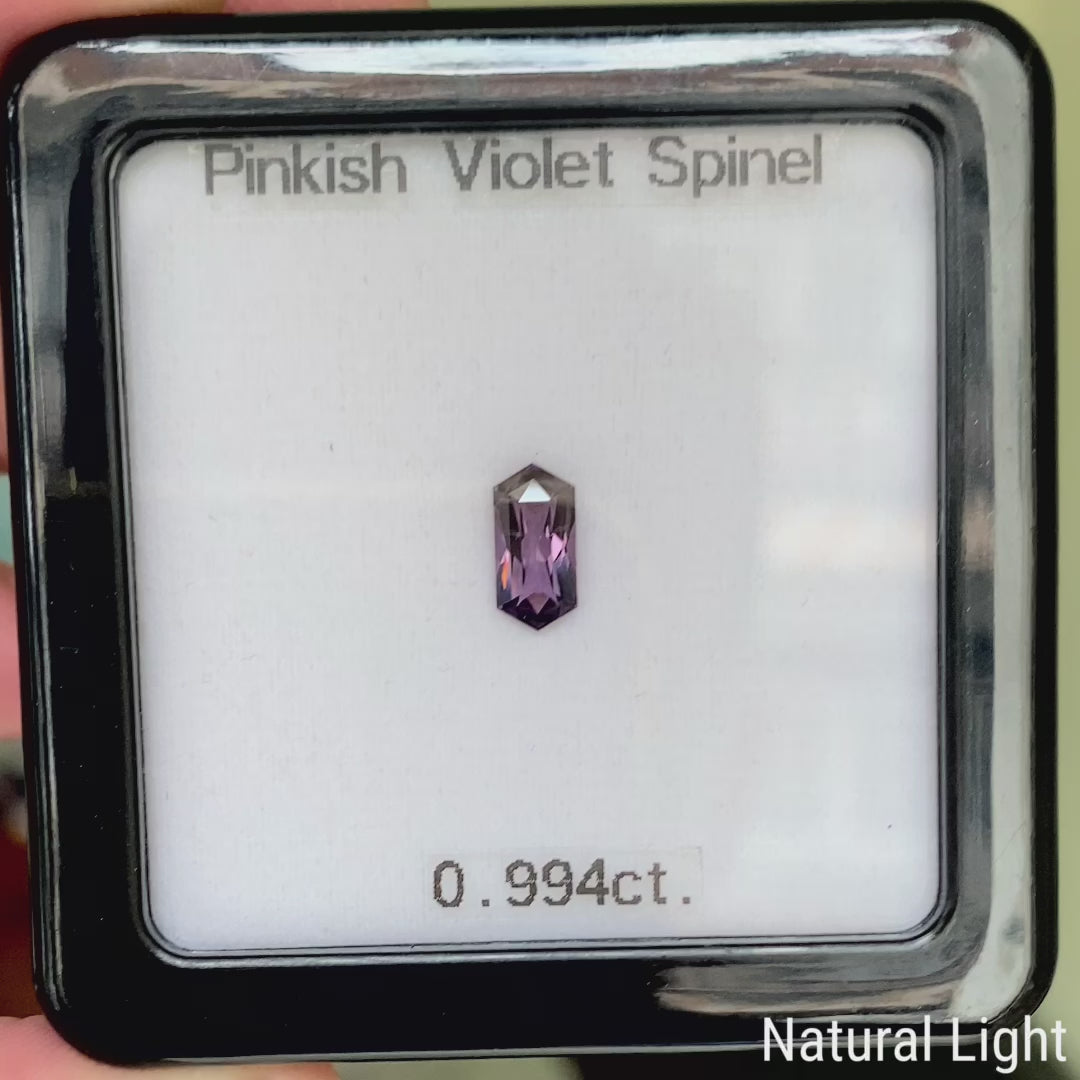 Pinkish Violet Spinel
0.994ct.
Natural Light